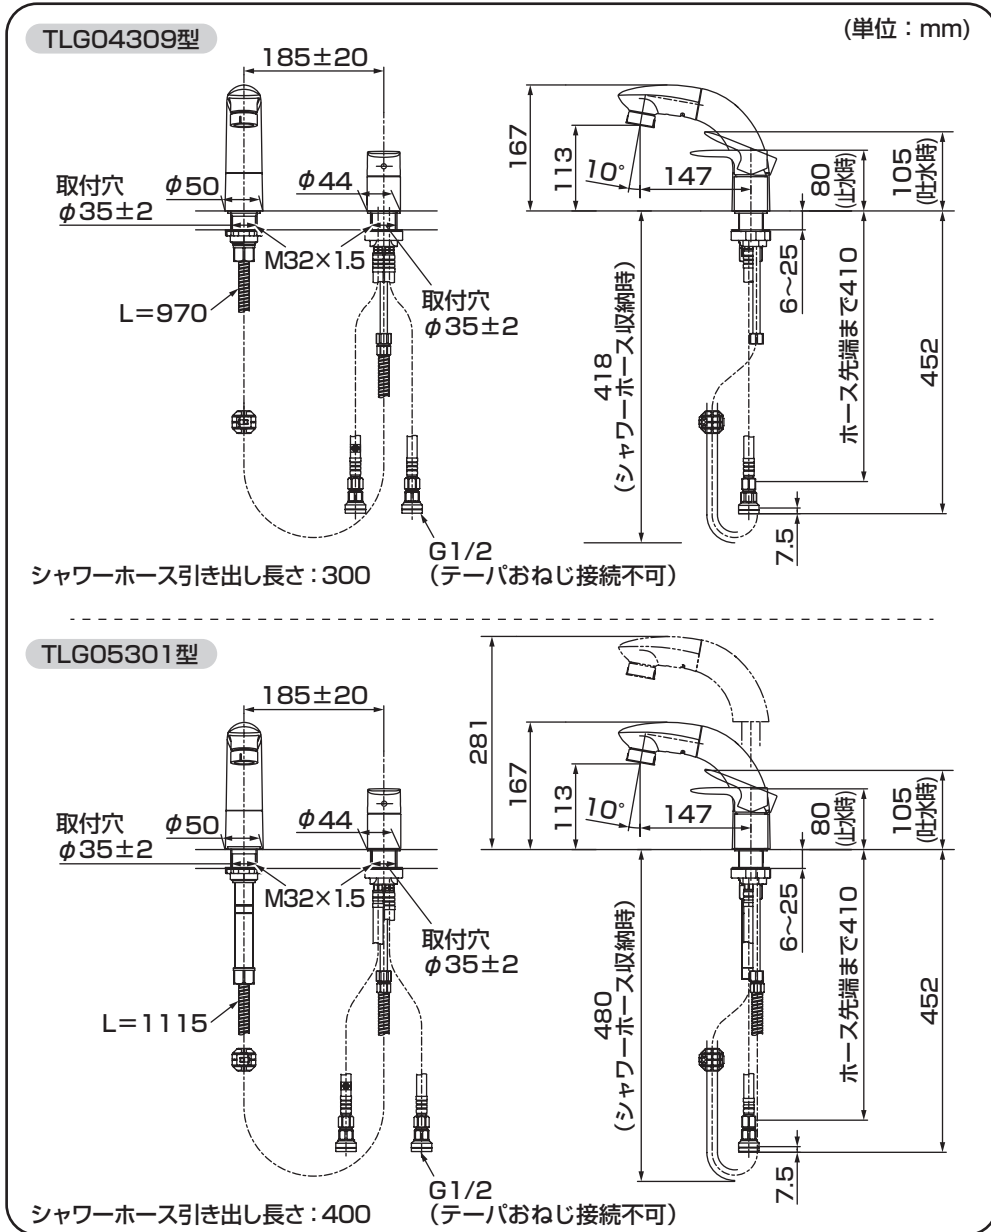 TLG04309型
(単位：mm)
185±20
167
113
10°
147
80
(止水時)
105
(吐水時)
取付穴
φ35±2
φ50
φ44
M32×1.5
L=970
取付穴
φ35±2
6〜25
418
(シャワーホース収納時)
ホース先端まで410
452
7.5
G1/2
(テーパおねじ接続不可)
シャワーホース引き出し長さ：300
TLG05301型
185±20
281
167
113
10°
147
80
(止水時)
105
(吐水時)
取付穴
φ35±2
φ50
φ44
M32×1.5
取付穴
φ35±2
L=1115
6〜25
480
(シャワーホース収納時)
ホース先端まで410
452
7.5
G1/2
(テーパおねじ接続不可)
シャワーホース引き出し長さ：400